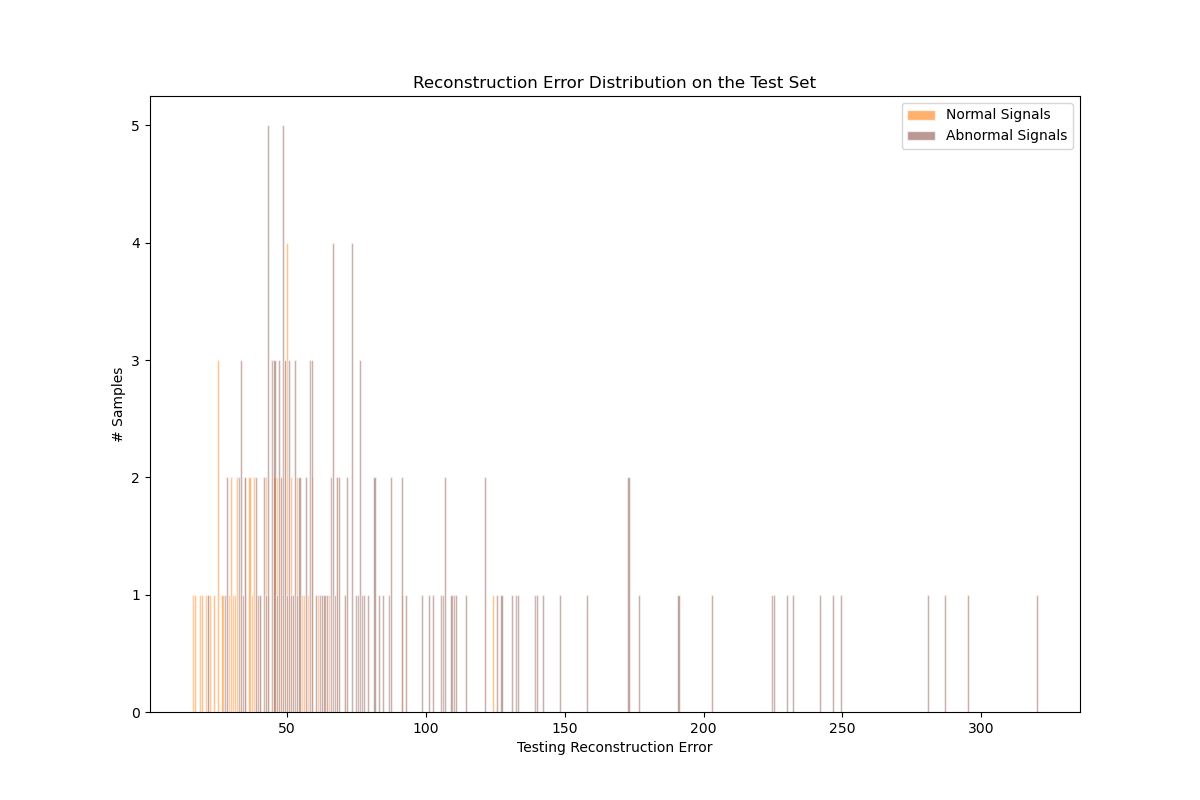 Reconstruction Error Distribution on the Test Set
Normal Signals
Abnormal Signals
5
4
3
2
1
0
# Samples
50 100 150 200 250 300
Testing Reconstruction Error